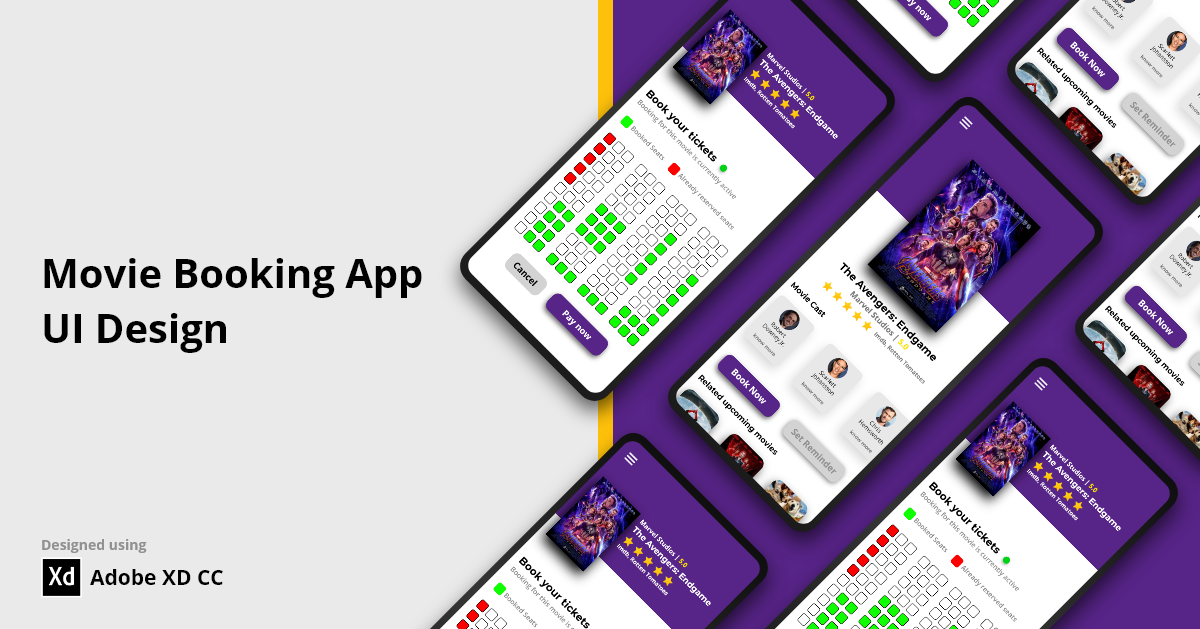 Movie Booking App
UI Design
Designed using
Xd
Adobe XD CC
Marvel Studios | 5.0
The Avengers: Endgame
Imdb, Rotten Tomatoes
Book your tickets
Booking for this movie is currently active
Booked Seats
Already reserved seats
Cancel
Pay now
Pay now
The Avengers: Endgame
Marvel Studios | 5.0
Imdb, Rotten Tomatoes
Movie Cast
Robert
Downey,jr.
know more
Scarlett
johansson
know more
Chris
Hemsworth
know more
Book Now
Set Reminder
Related upcoming movies
Robert
Downey,jr.
know more
Scarlett
johansson
know more
Book Now
Set Reminder
Related upcoming movies
Robert
Downey,jr.
know more
Book Now
Related upcoming movies
Marvel Studios | 5.0
The Avengers: Endgame
Imdb, Rotten Tomatoes
Book your tickets
Booking for this movie is currently active
Booked Seats
Already reserved seats
Marvel Studios | 5.0
The Avengers: Endgame
Imdb, Rotten Tomatoes
Book your tickets
Booking for this movie is
Booked Seats